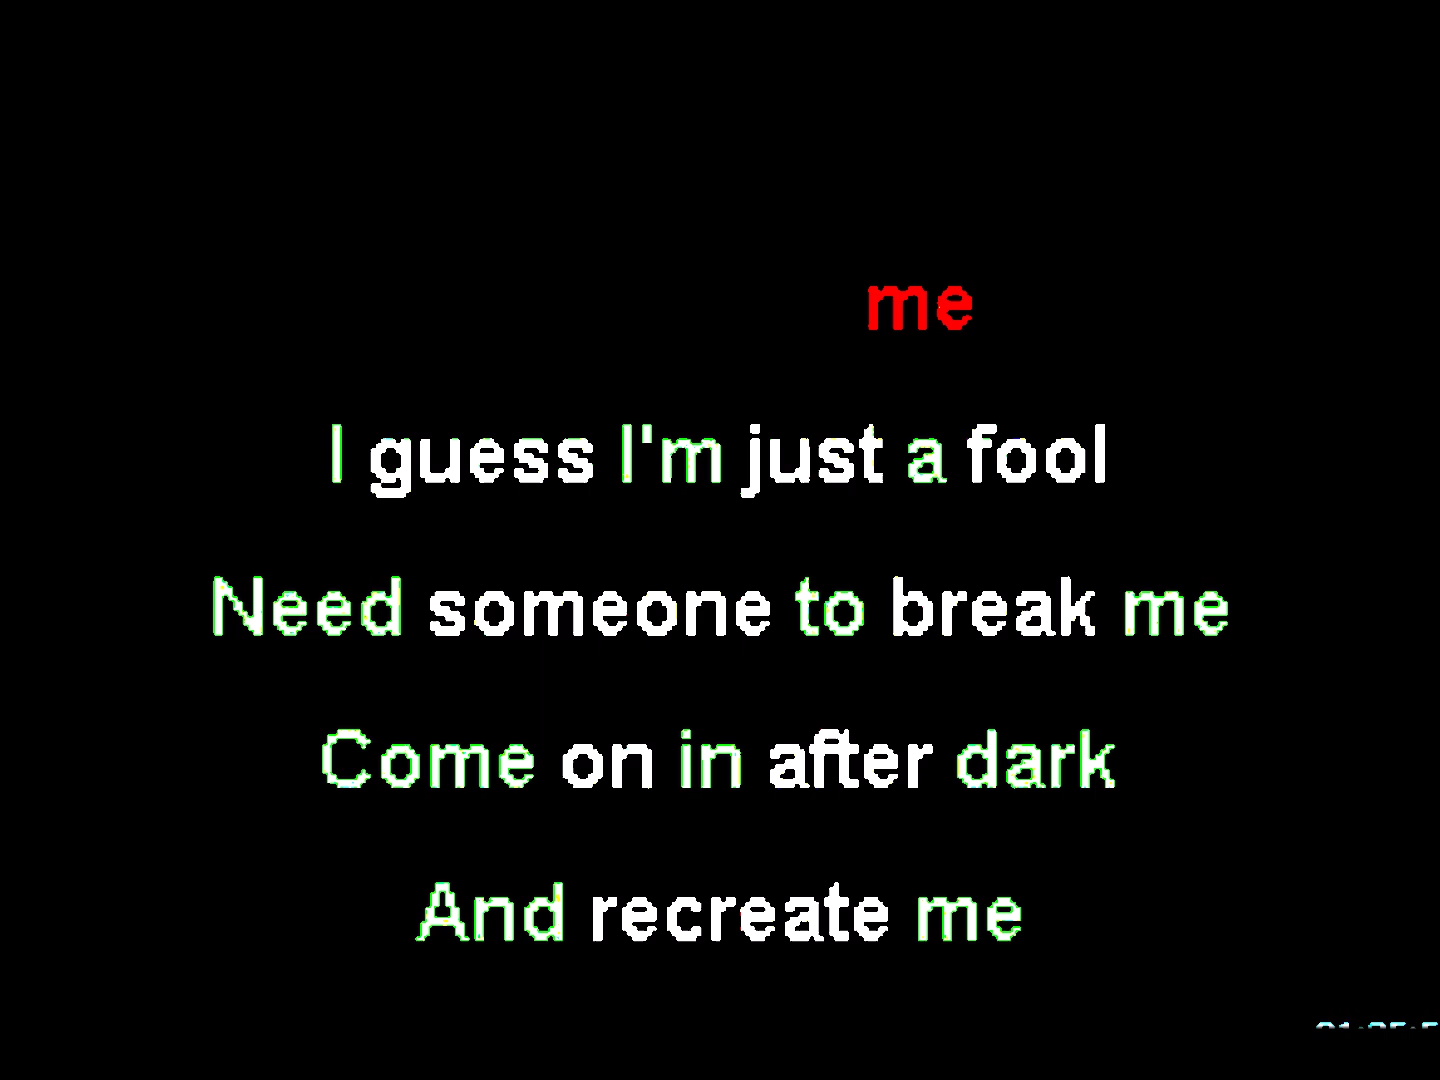 me
I guess I'm just a fool
Need someone to break me
Come on in after dark
And recreate me